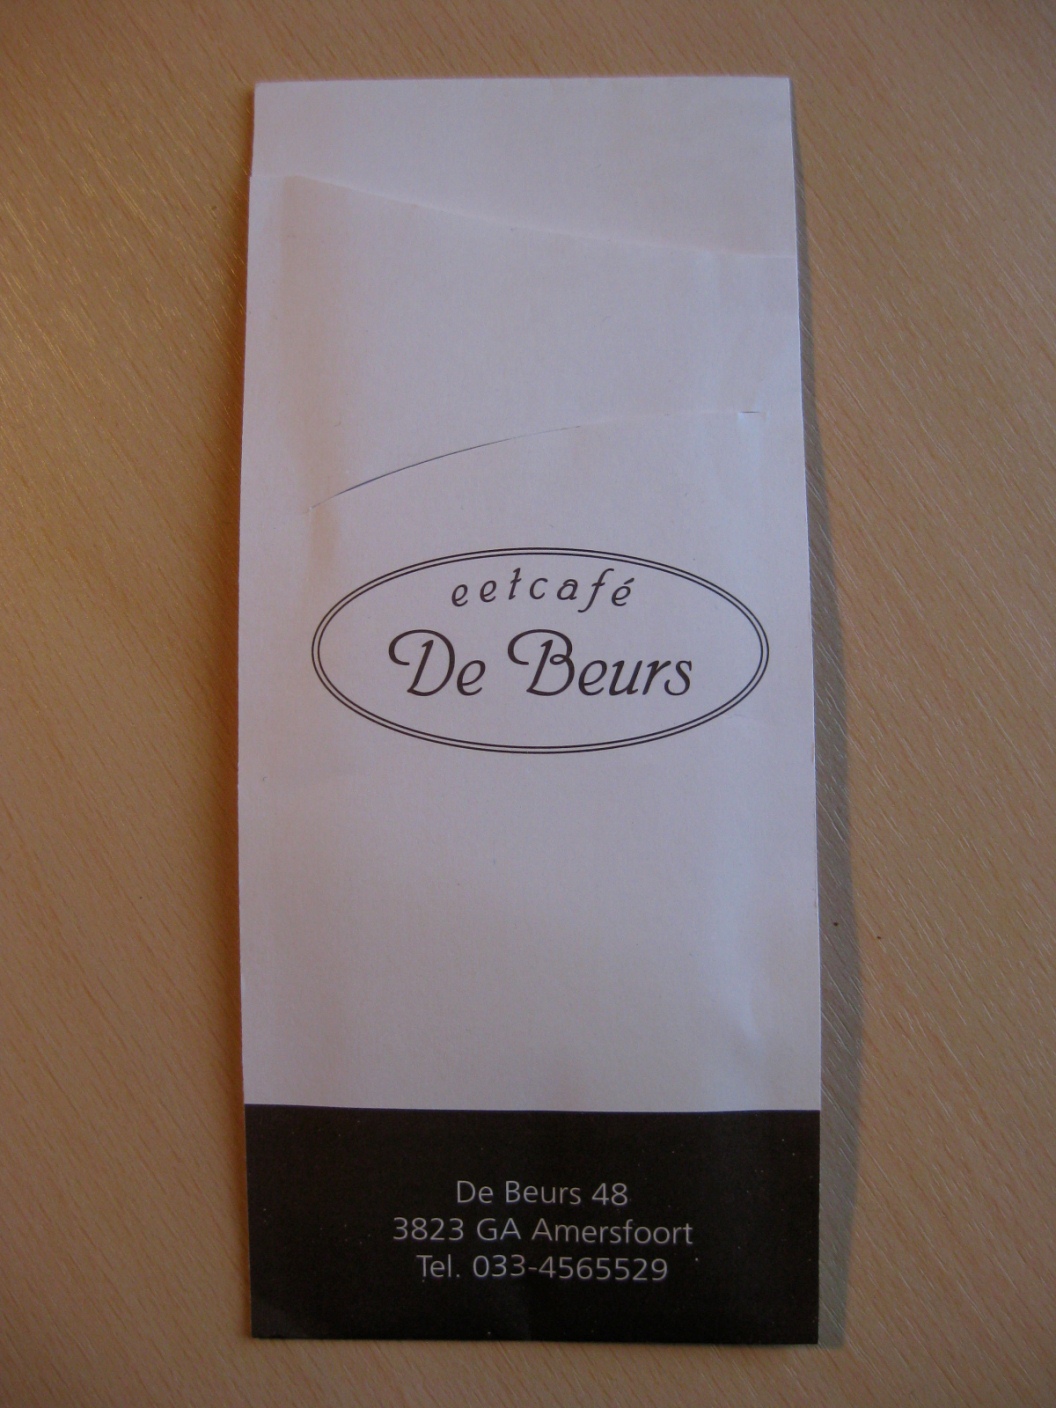 eetcafé
De Beurs
De Beurs 48
3823 GA Amersfoort
Tel. 033-4565529